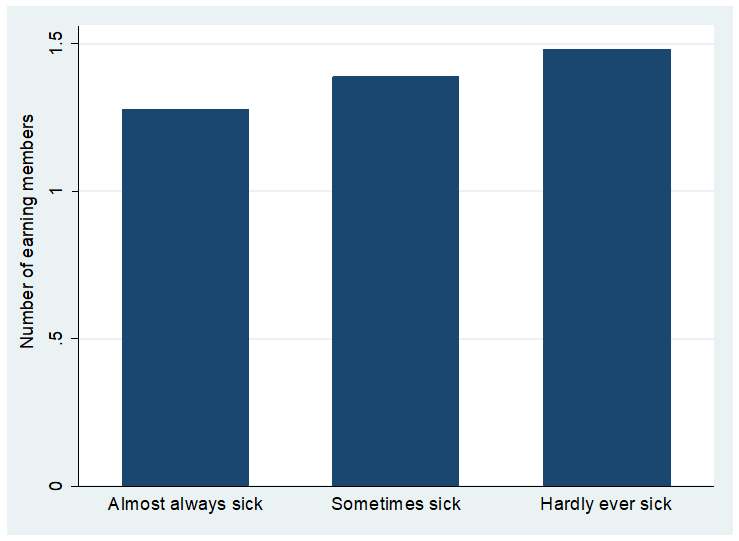 Number of earning members
1.5
1
.5
0
Almost always sick
Sometimes sick
Hardly ever sick